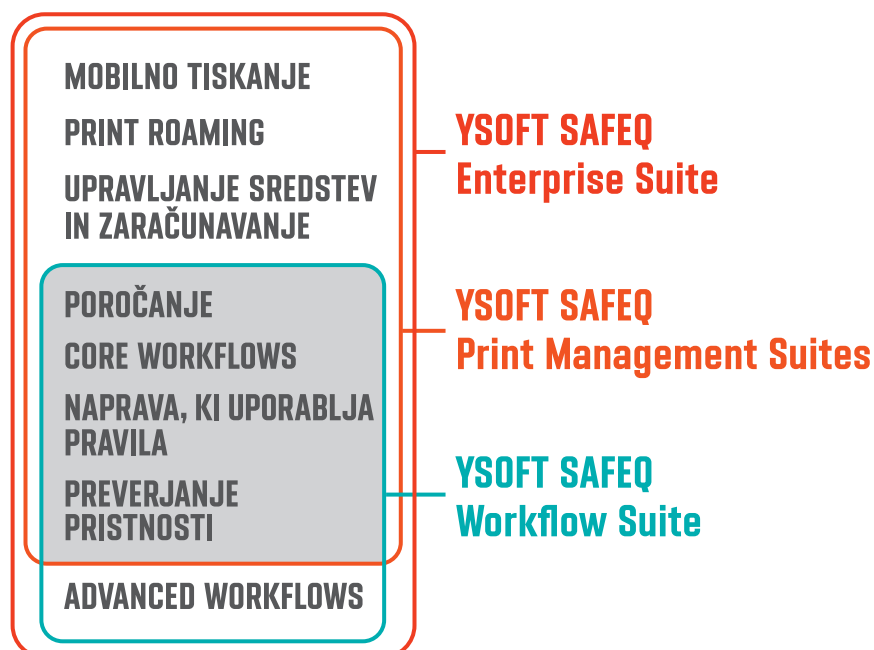 MOBILNO TISKANJE
PRINT ROAMING
UPRAVLJANJE SREDSTEV
IN ZARAČUNAVANJE
POROČANJE
CORE WORKFLOWS
NAPRAVA, KI UPORABLJA
PRAVILA
PREVERJANJE
PRISTNOSTI
ADVANCED WORKFLOWS
YSOFT SAFEQ
Enterprise Suite
YSOFT SAFEQ
Print Management Suites
YSOFT SAFEQ
Workflow Suite